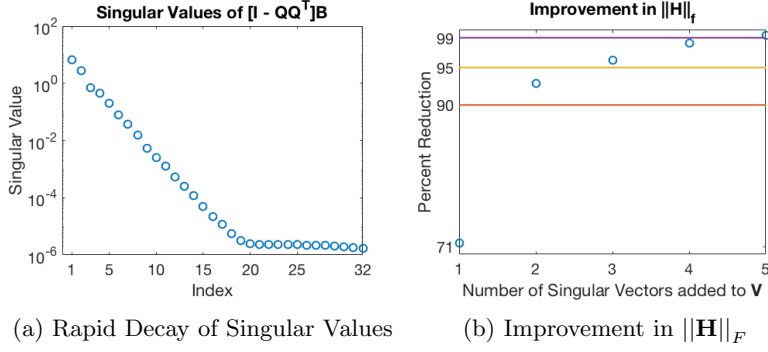 Singular Values of [I - QQ^T]B
10^2
10^0
10^-2
10^-4
10^-6
Singular Value
1 5 10 15 20 25 32
Index
(a) Rapid Decay of Singular Values
Improvement in ||H||_f
99
95
90
71
Percent Reduction
1 2 3 4 5
Number of Singular Vectors added to V
(b) Improvement in ||H||_F